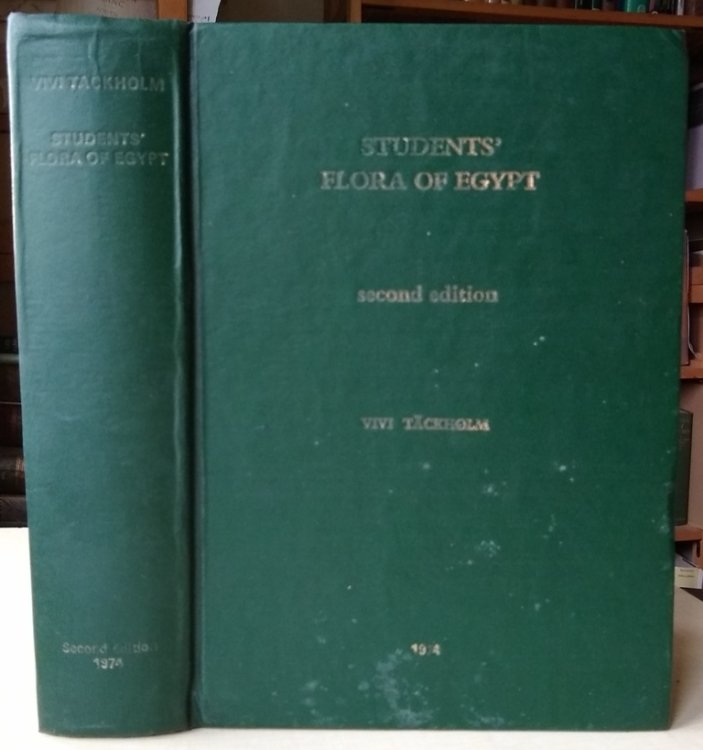 VIVI TÄCKHOLM
STUDENTS'
FLORA OF EGYPT
Second edition
1974
STUDENTS'
FLORA OF EGYPT
second edition
VIVI TÄCKHOLM
1974